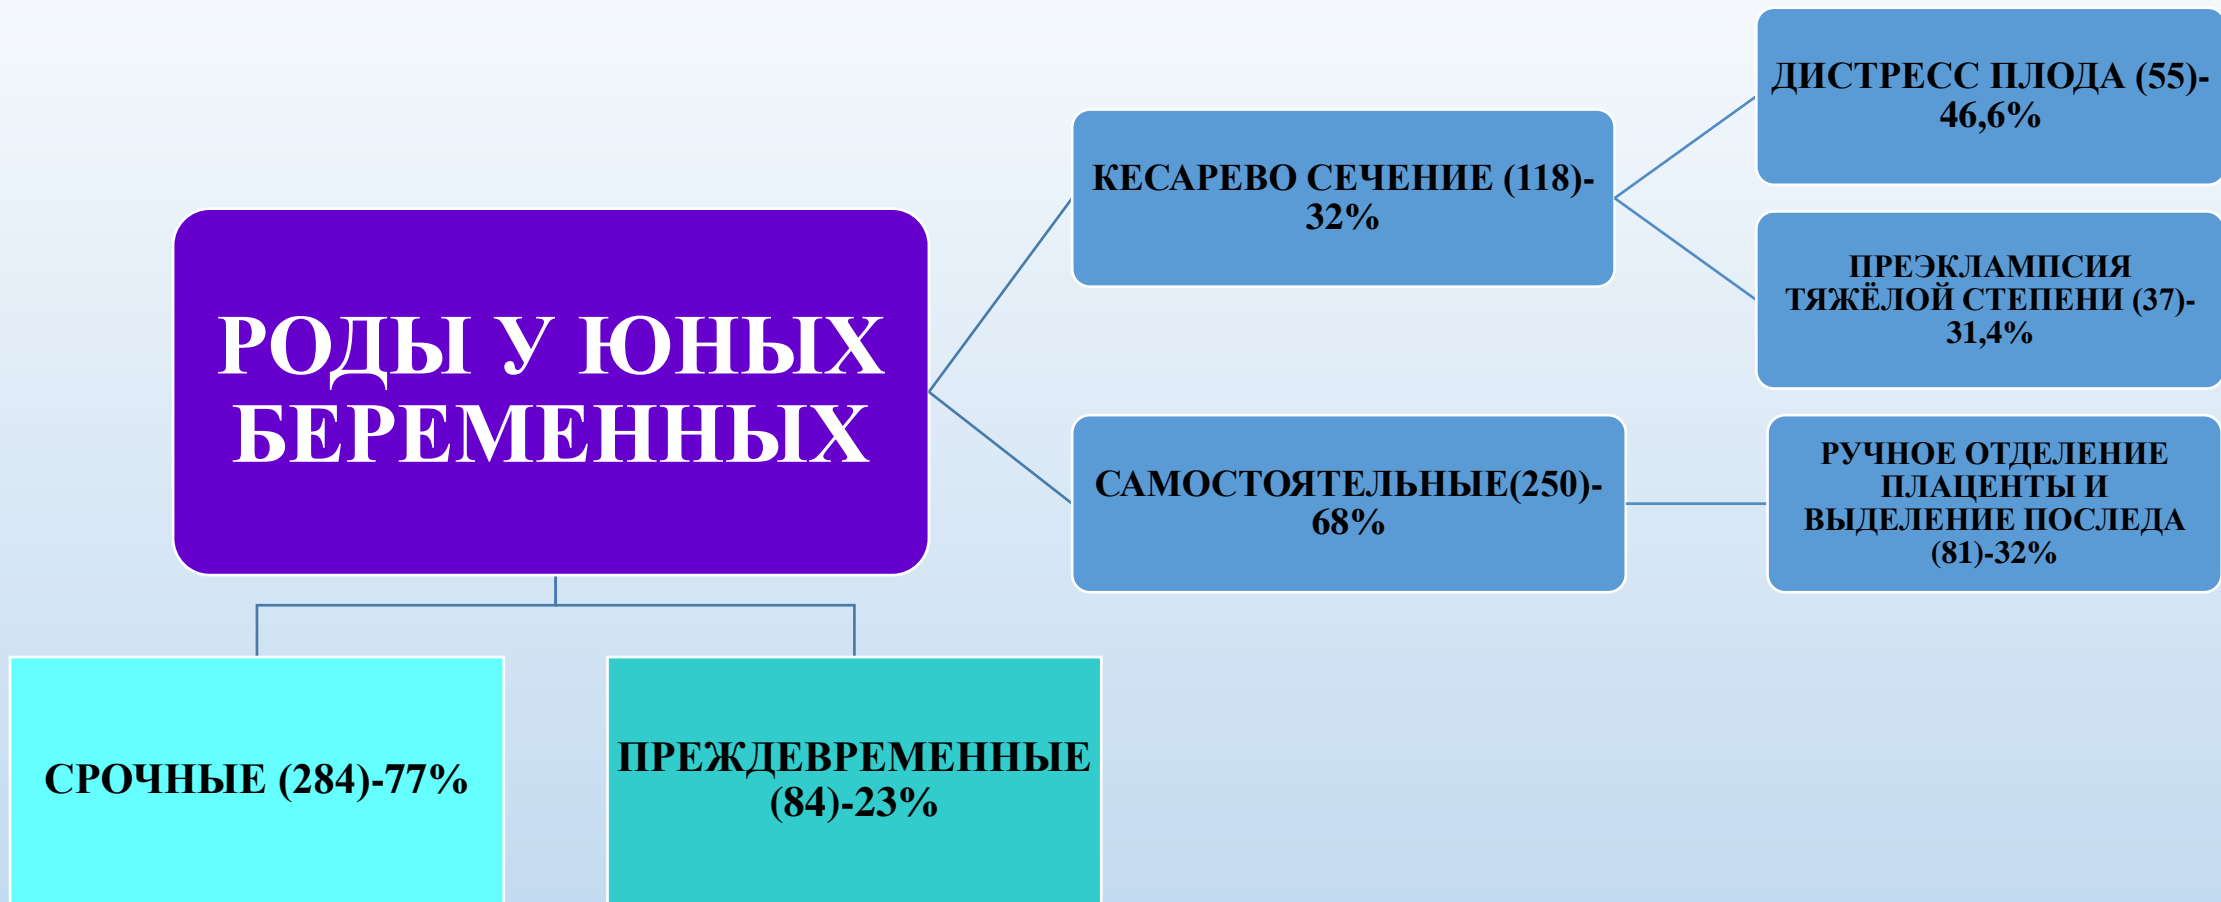 РОДЫ У ЮНЫХ
БЕРЕМЕННЫХ
КЕСАРЕВО СЕЧЕНИЕ (118)-
32%
ДИСТРЕСС ПЛОДА (55)-
46,6%
ПРЕЭКЛАМПСИЯ
ТЯЖЁЛОЙ СТЕПЕНИ (37)-
31,4%
САМОСТОЯТЕЛЬНЫЕ(250)-
68%
РУЧНОЕ ОТДЕЛЕНИЕ
ПЛАЦЕНТЫ И
ВЫДЕЛЕНИЕ ПОСЛЕДА
(81)-32%
СРОЧНЫЕ (284)-77%
ПРЕЖДЕВРЕМЕННЫЕ
(84)-23%